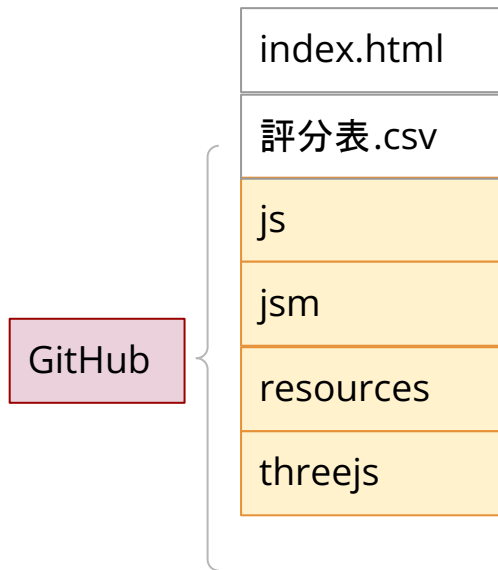 index.html
評分表.csv
js
jsm
GitHub
resources
threejs